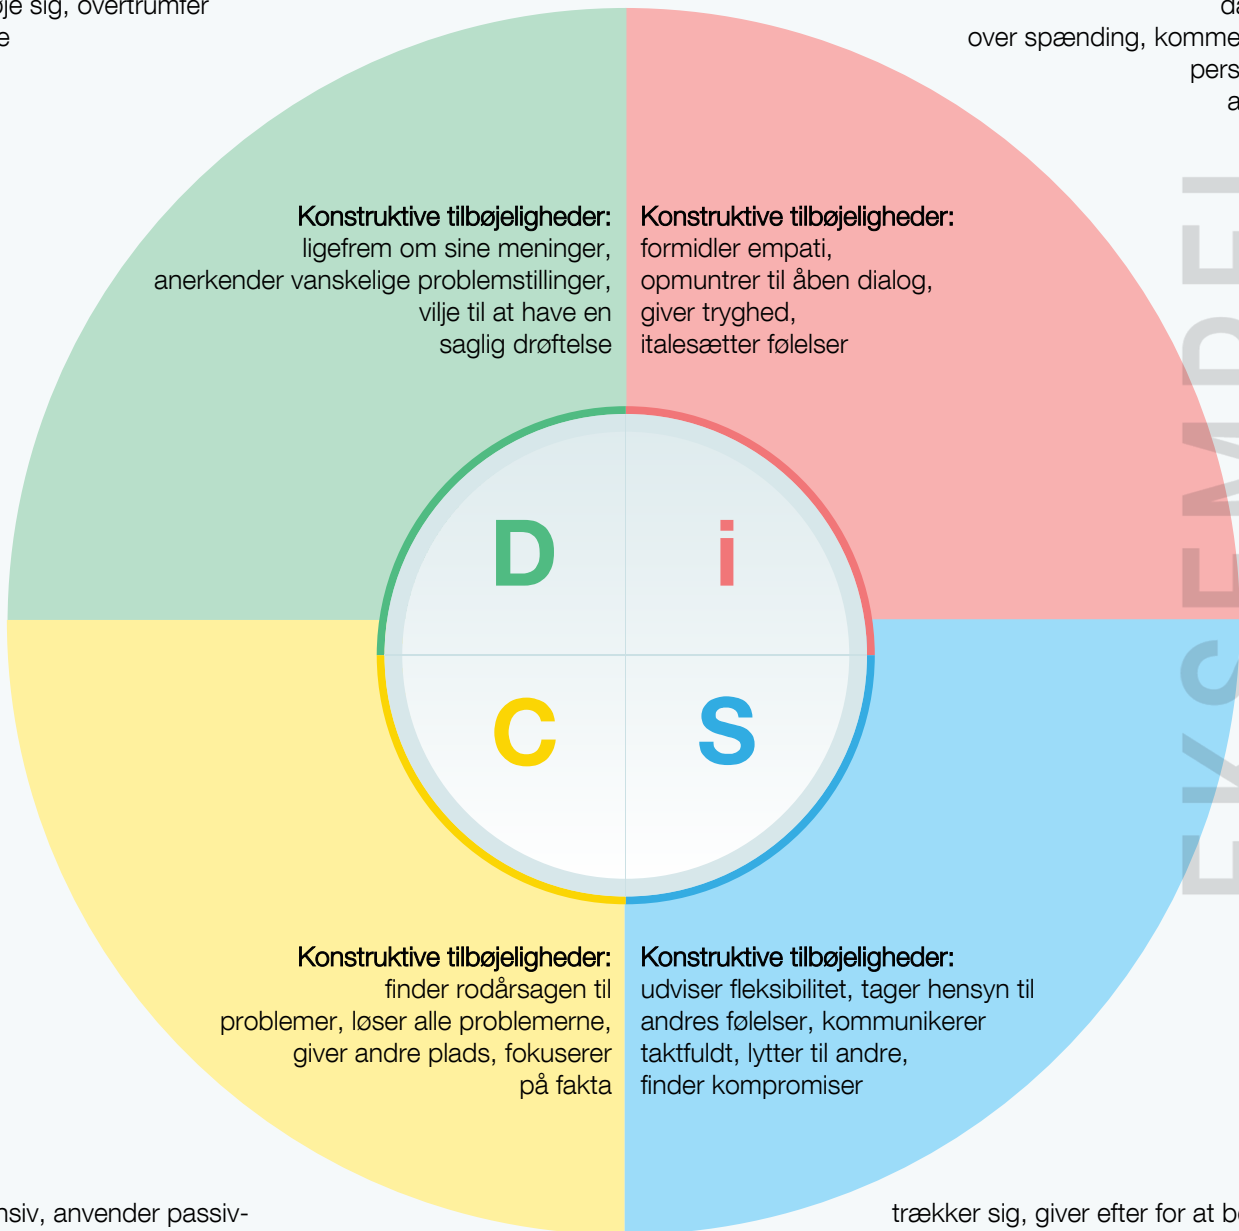 je sig, overtrumfer
over spænding, komme
Konstruktive tilbøjeligheder:
ligefrem om sine meninger,
anerkender vanskelige problemstillinger,
vilje til at have en
saglig drøftelse
Konstruktive tilbøjeligheder:
formidler empati,
opmuntrer til åben dialog,
giver tryghed,
italesætter følelser
D
i
C
S
Konstruktive tilbøjeligheder:
finder rodårsagen til
problemer, løser alle problemerne,
giver andre plads, fokuserer
på fakta
Konstruktive tilbøjeligheder:
udviser fleksibilitet, tager hensyn til
andres følelser, kommunikerer
taktfuldt, lytter til andre,
finder kompromiser
nsiv, anvender passiv-
trækker sig, giver efter for at b